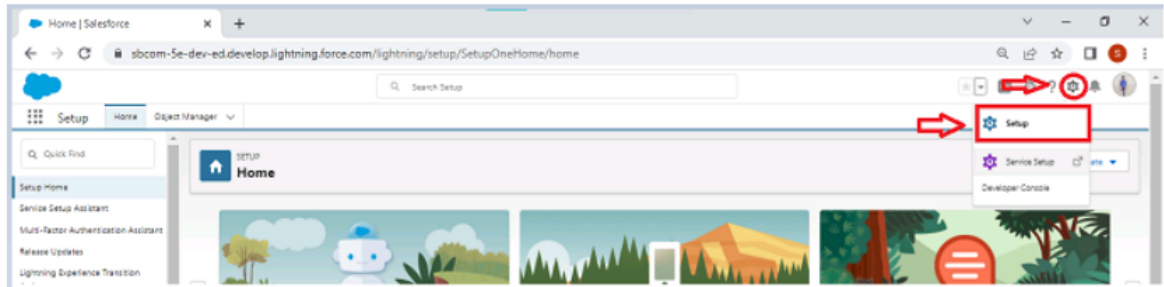 Home | Salesforce
sbcom-5e-dev-ed.develop.lightning.force.com/lightning/setup/SetupOneHome/home
S
Search Setup
?
Setup Home Object Manager
Setup
Quick Find
SETUP
Home
Service Setup
Developer Console
Setup Home
Service Setup Assistant
Multi-Factor Authentication Assistant
Release Updates
Lightning Experience Transition